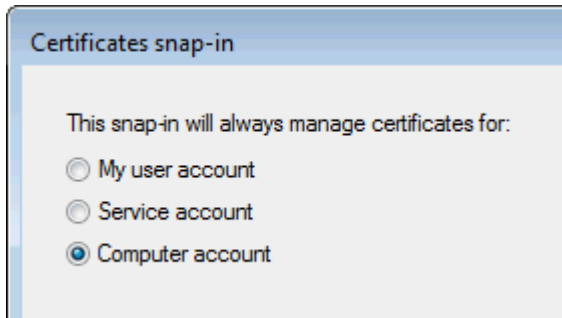 Certificates snap-in
This snap-in will always manage certificates for:
My user account
Service account
Computer account